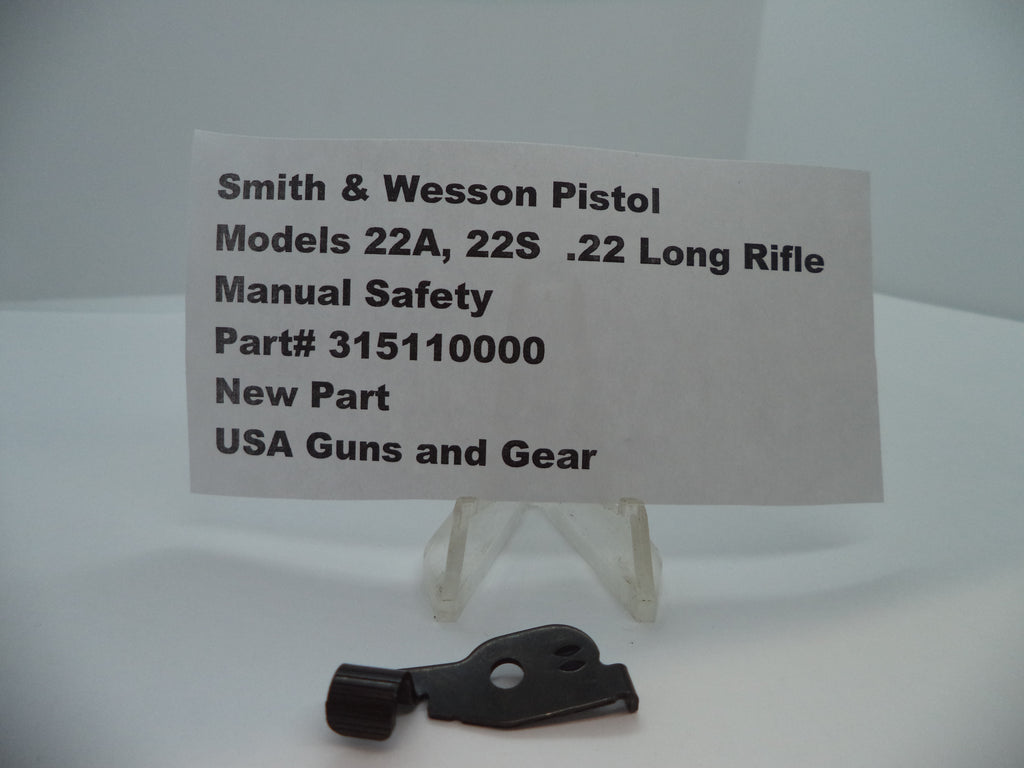 Smith & Wesson Pistol
Models 22A, 22S .22 Long Rifle
Manual Safety
Part# 315110000
New Part
USA Guns and Gear